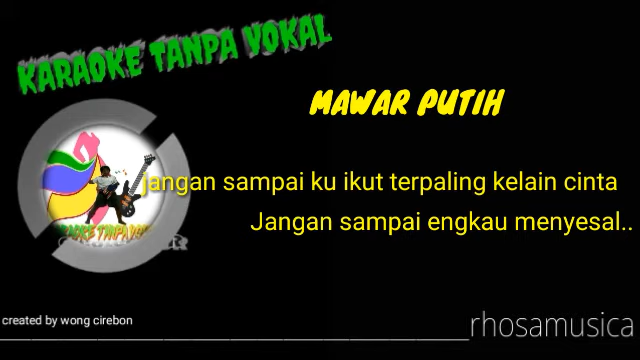 KARAOKE TANPA VOKAL
MAWAR PUTIH
jangan sampai ku ikut terpaling kelain cinta
Jangan sampai engkau menyesal..
created by wong cirebon
rhosamusica